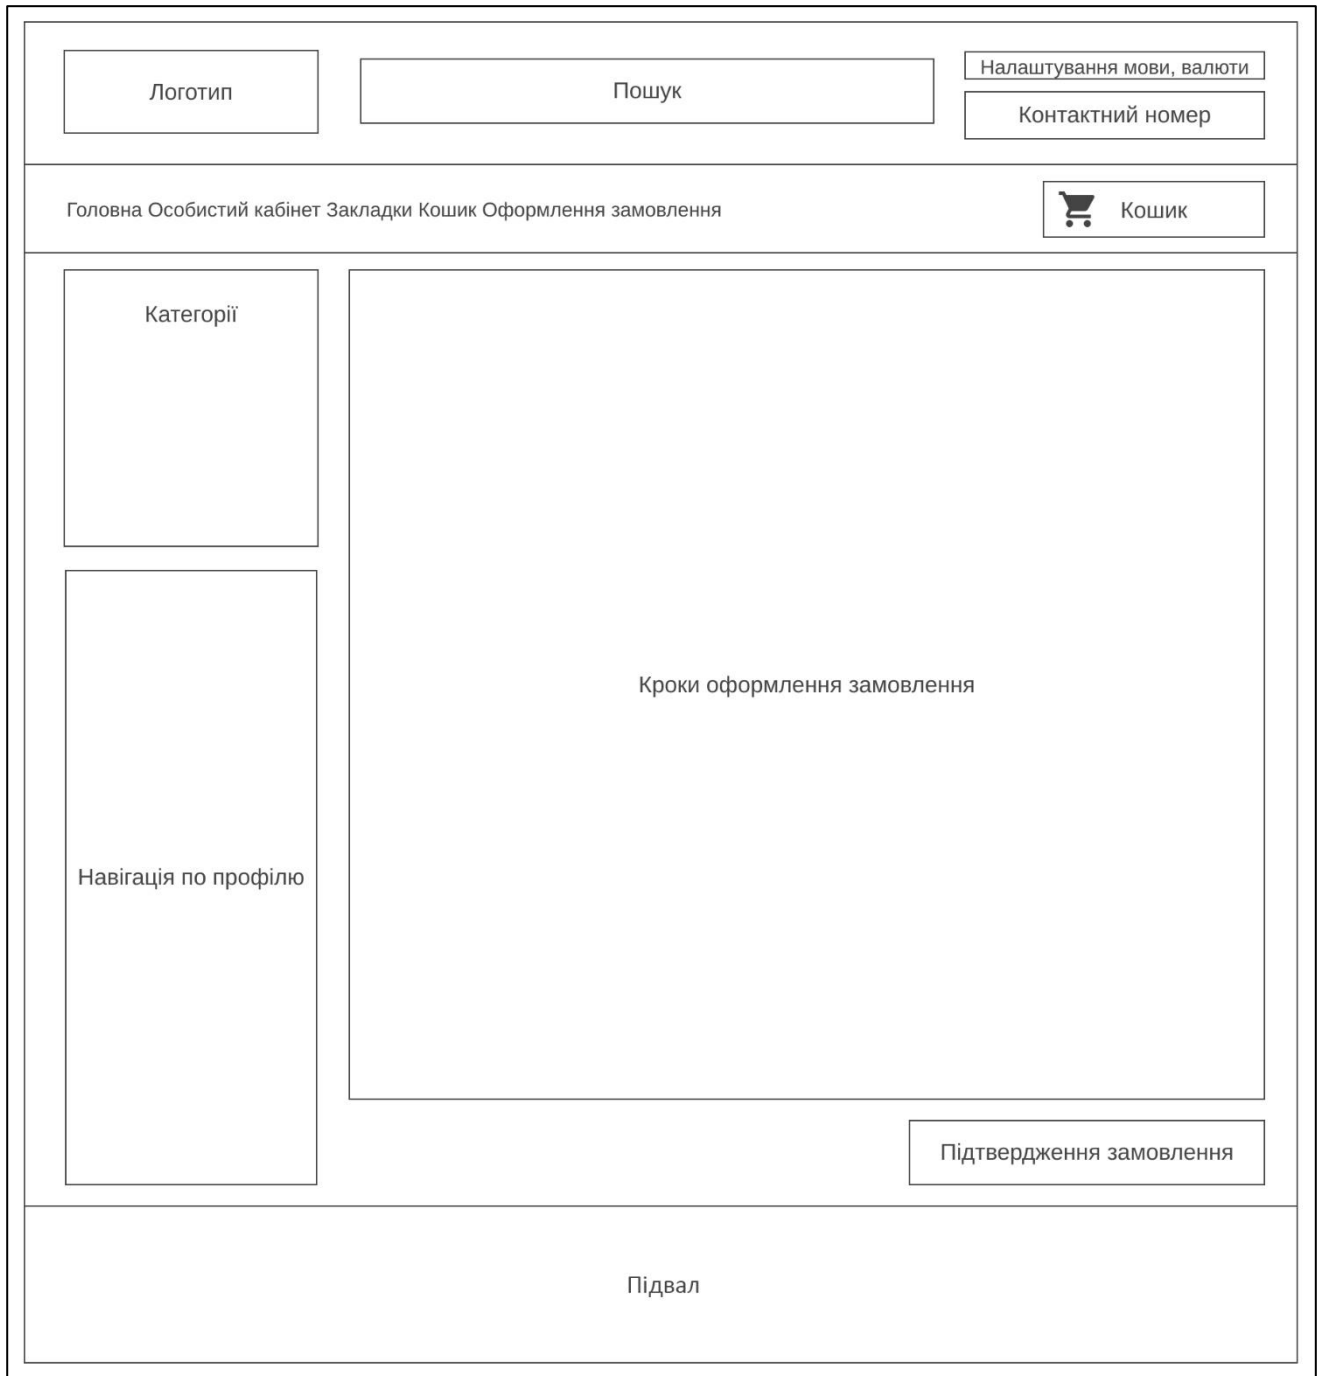 Логотип
Пошук
Налаштування мови, валюти
Контактний номер
Головна Особистий кабінет Закладки Кошик Оформлення замовлення
Кошик
Категорії
Кроки оформлення замовлення
Навігація по профілю
Підтвердження замовлення
Підвал